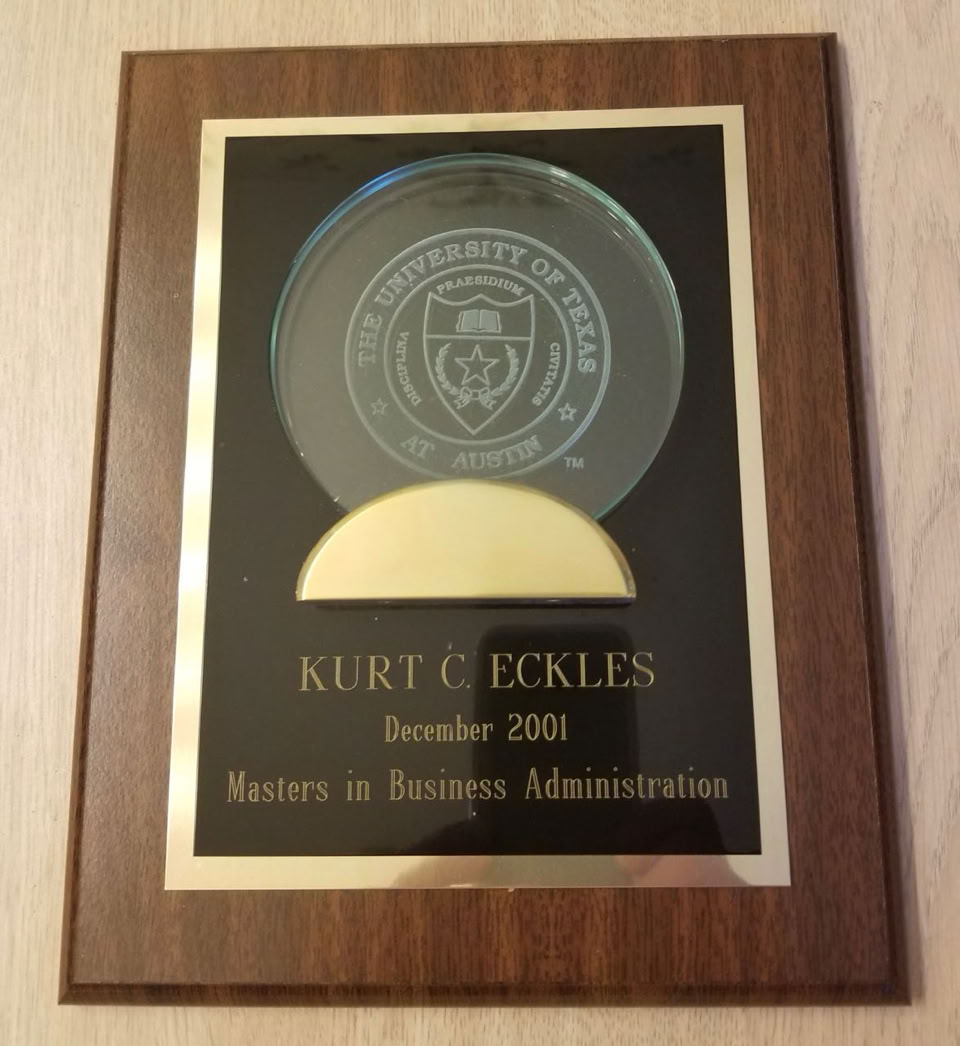 THE UNIVERSITY OF TEXAS
PRAESIDIUM
DISCIPLINA
CIVITATIS
AT AUSTIN
TM
KURT C. ECKLES
December 2001
Masters in Business Administration